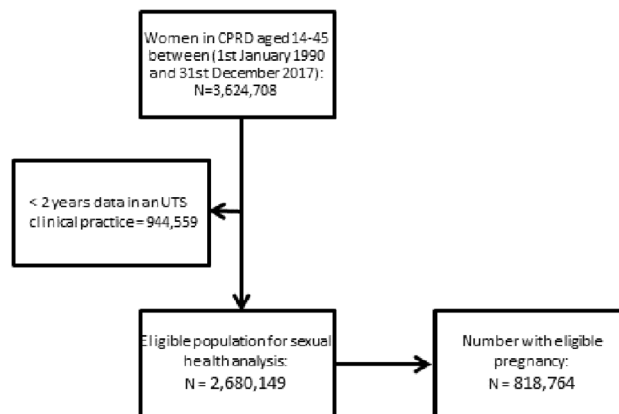 Women in CPRD aged 14-45
between (1st January 1990
and 31st December 2017):
N=3,624,708
< 2 years data in an UTS
clinical practice = 944,559
Eligible population for sexual
health analysis:
N = 2,680,149
Number with eligible
pregnancy:
N = 818,764